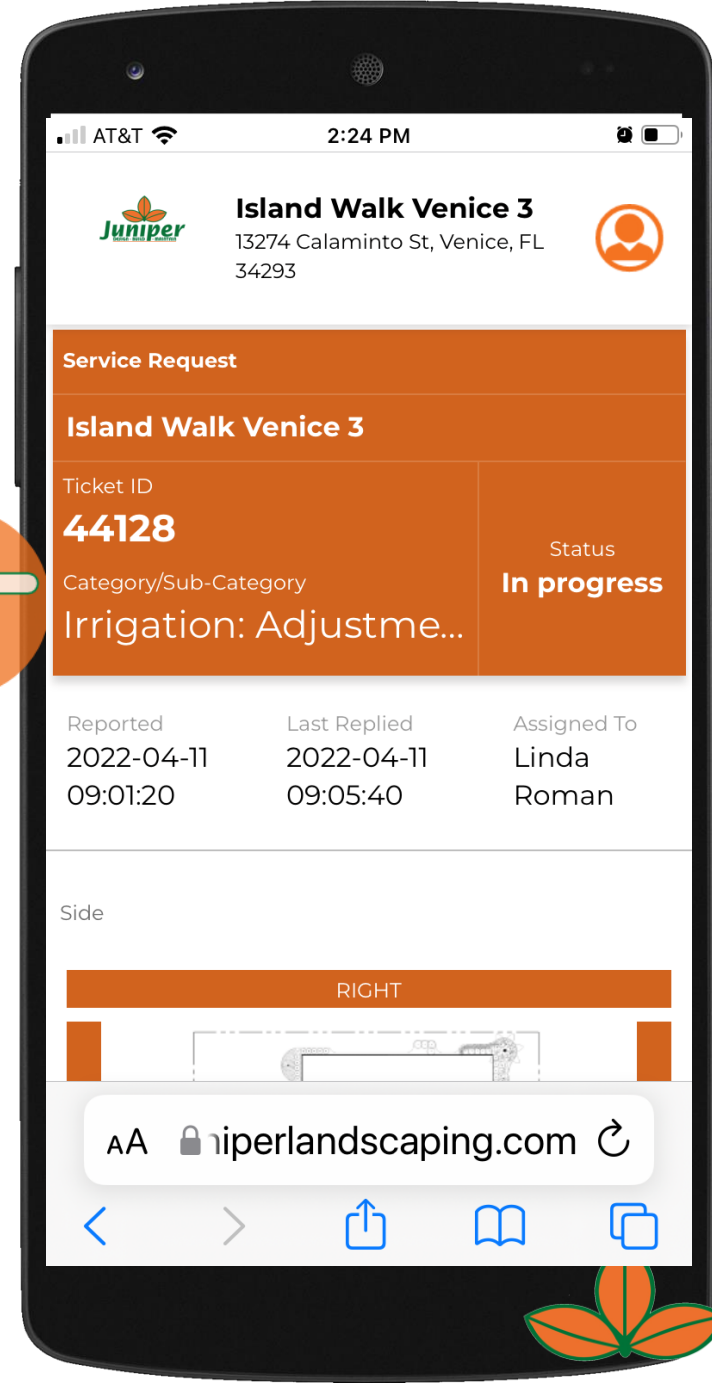 AT&T
2:24 PM
Juniper
Island Walk Venice 3
13274 Calaminto St, Venice, FL
34293
Service Request
Island Walk Venice 3
Ticket ID
44128
Category/Sub-Category
Irrigation: Adjustme...
Status
In progress
Reported
2022-04-11
09:01:20
Last Replied
2022-04-11
09:05:40
Assigned To
Linda
Roman
Side
RIGHT
AA niperlandscaping.com